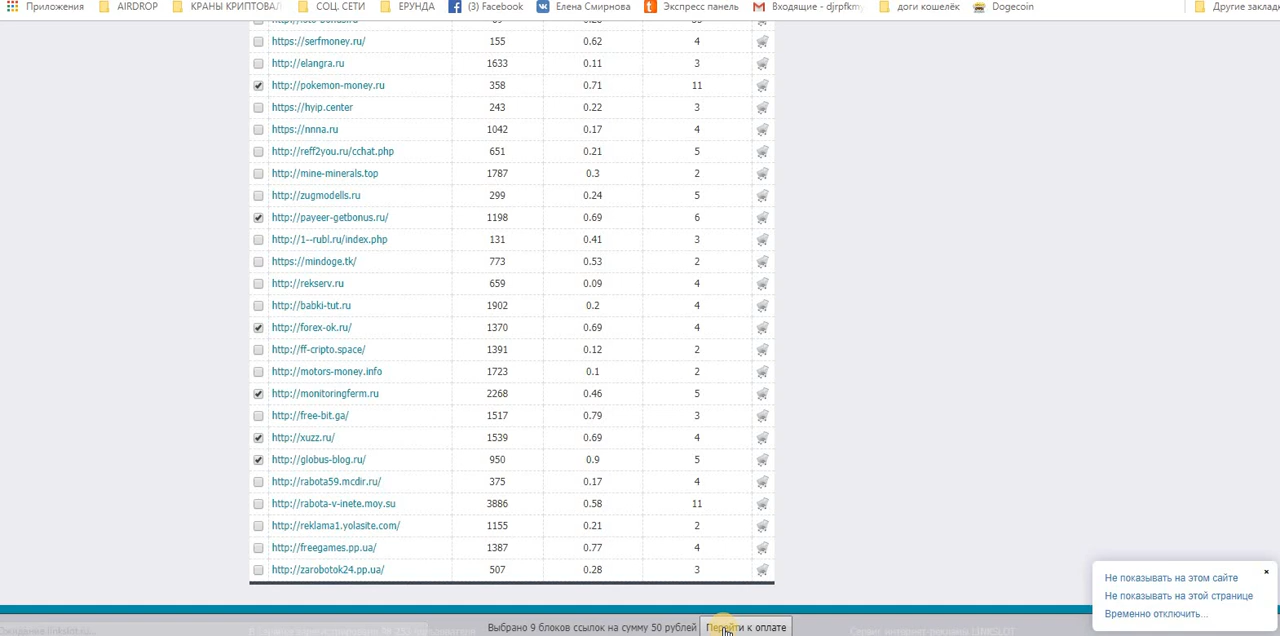 Приложения AIRDROP КРАНЫ КРИПТОВАЛ СОЦ. СЕТИ ЕРУНДА (3) Facebook Елена Смирнова Экспресс панель Входящие - djrpfkmy доги кошелёк Dogecoin Другие заклад
https://serfmoney.ru/ 155 0.62 4
http://elangra.ru 1633 0.11 3
http://pokemon-money.ru 358 0.71 11
https://hyip.center 243 0.22 3
https://nnna.ru 1042 0.17 4
http://reff2you.ru/cchat.php 651 0.21 5
http://mine-minerals.top 1787 0.3 2
http://zugmodells.ru 299 0.24 5
http://payeer-getbonus.ru/ 1198 0.69 6
http://1--rubl.ru/index.php 131 0.41 3
https://mindoge.tk/ 773 0.53 2
http://rekserv.ru 659 0.09 4
http://babki-tut.ru 1902 0.2 4
http://forex-ok.ru/ 1370 0.69 4
http://ff-cripto.space/ 1391 0.12 2
http://motors-money.info 1723 0.1 2
http://monitoringferm.ru 2268 0.46 5
http://free-bit.ga/ 1517 0.79 3
http://xuzz.ru/ 1539 0.69 4
http://globus-blog.ru/ 950 0.9 5
http://rabota59.mcdir.ru/ 375 0.17 4
http://rabota-v-inete.moy.su 3886 0.58 11
http://reklama1.yolasite.com/ 1155 0.21 2
http://freegames.pp.ua/ 1387 0.77 4
http://zarobotok24.pp.ua/ 507 0.28 3
Не показывать на этом сайте
Не показывать на этой странице
Временно отключить...
Выбрано 9 блоков ссылок на сумму 50 рублей Перейти к оплате